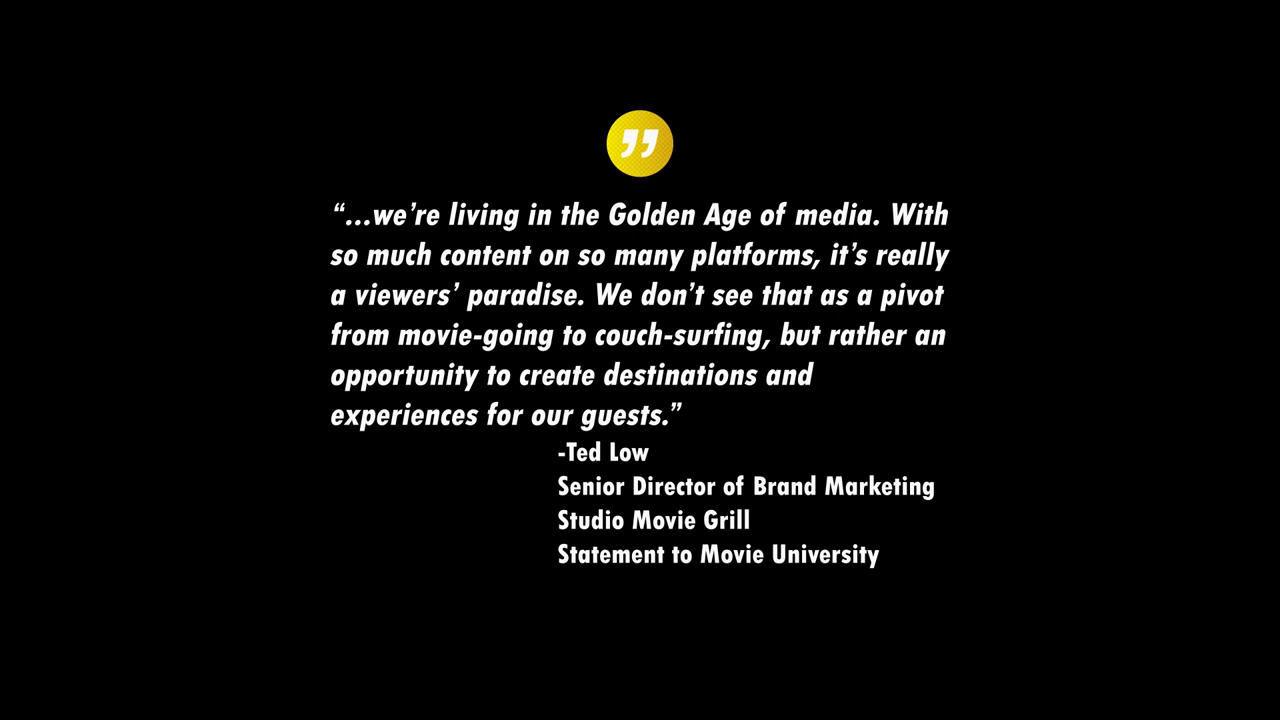 “...we’re living in the Golden Age of media. With
so much content on so many platforms, it’s really
a viewers’ paradise. We don’t see that as a pivot
from movie-going to couch-surfing, but rather an
opportunity to create destinations and
experiences for our guests.”
-Ted Low
Senior Director of Brand Marketing
Studio Movie Grill
Statement to Movie University